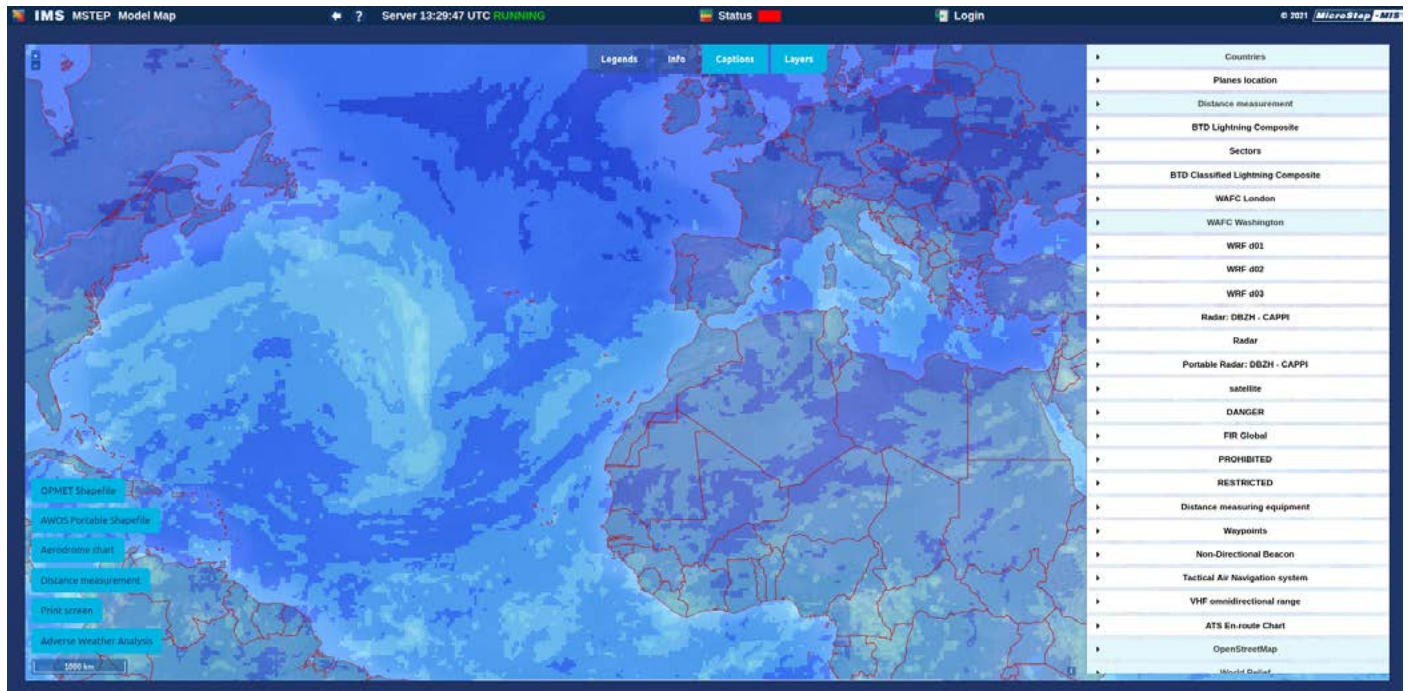 IMS MSTEP Model Map ? Server 13:29:47 UTC RUNNING Status Login © 2021 MicroStep-MIS
Legends Info Captions Layers
Countries
Planes location
Distance measurement
BTD Lightning Composite
Sectors
BTD Classified Lightning Composite
WAFC London
WAFC Washington
WRF d01
WRF d02
WRF d03
Radar: DBZH - CAPPI
Radar
Portable Radar: DBZH - CAPPI
satellite
DANGER
FIR Global
PROHIBITED
RESTRICTED
Distance measuring equipment
Waypoints
Non-Directional Beacon
Tactical Air Navigation system
VHF omnidirectional range
ATS En-route Chart
OpenStreetMap
World Relief
OPMET Shapefile
AWOS Portable Shapefile
Aerodrome chart
Distance measurement
Print screen
Adverse Weather Analysis
1000 km